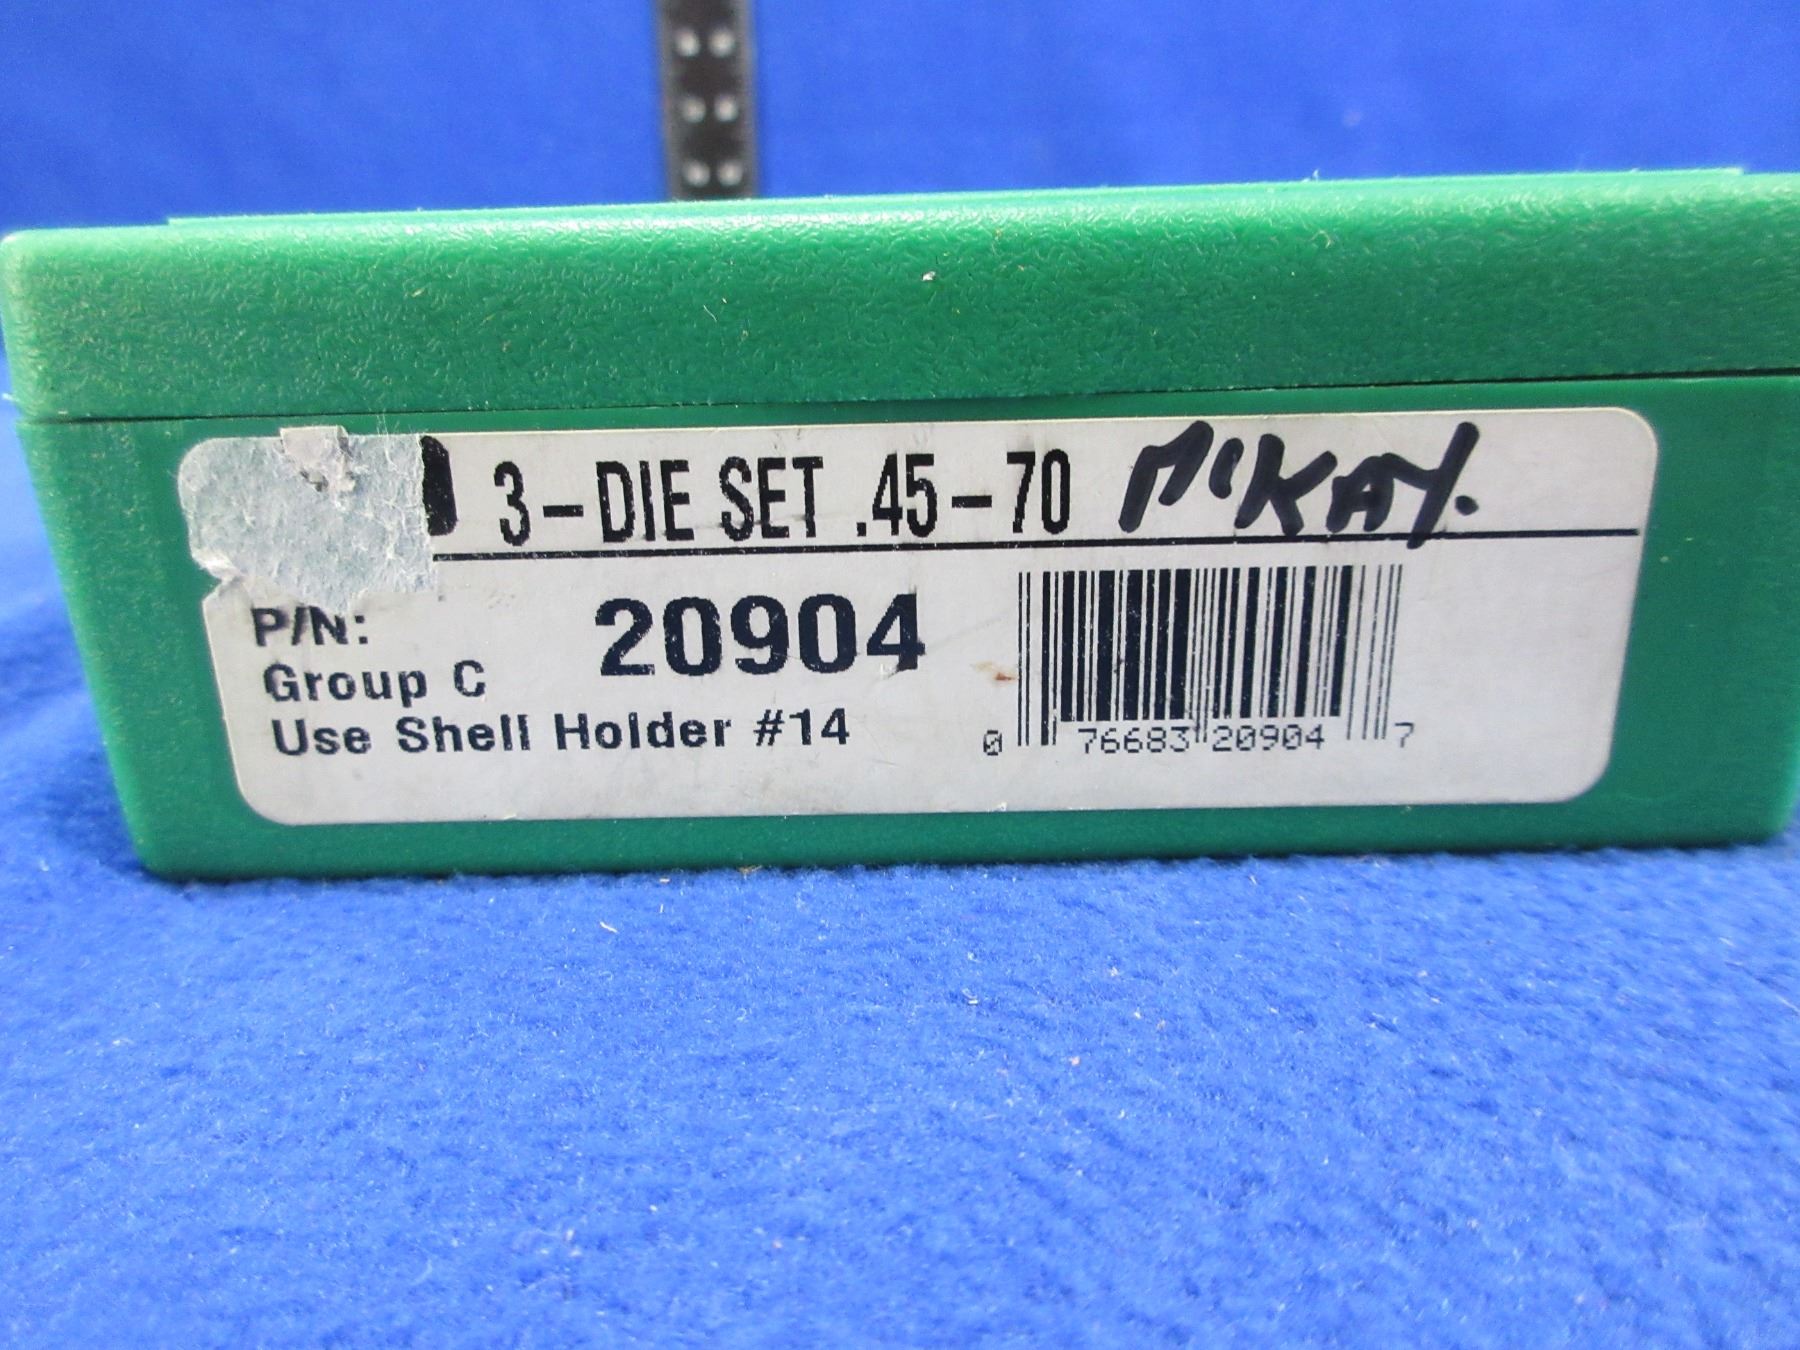 3-DIE SET .45-70 McKAY.
P/N: 20904
Group C
Use Shell Holder #14
0 76683 20904 7